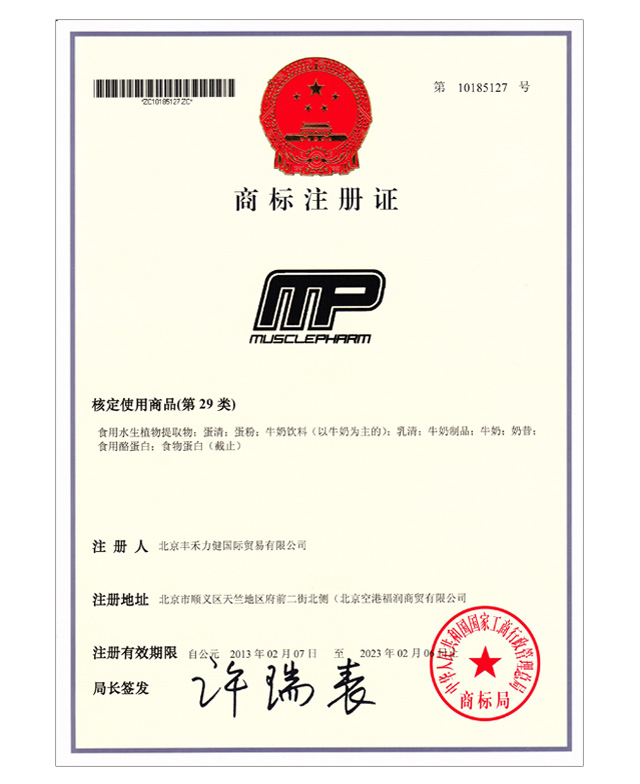 *ZC10185127ZC*
第 10185127 号
商标注册证
MP
MUSCLEPHARM
核定使用商品(第 29 类)
食用水生植物提取物；蛋清；蛋粉；牛奶饮料（以牛奶为主的）；乳清；牛奶制品；牛奶；奶昔；
食用酪蛋白；食物蛋白（截止）
注册人 北京丰禾力健国际贸易有限公司
注册地址 北京市顺义区天竺地区府前二街北侧（北京空港福润商贸有限公司
注册有效期限 自公元 2013 年 02 月 07 日 至 2023 年 02 月 06 日止
局长签发 许瑞表
中华人民共和国国家工商行政管理总局
商标局